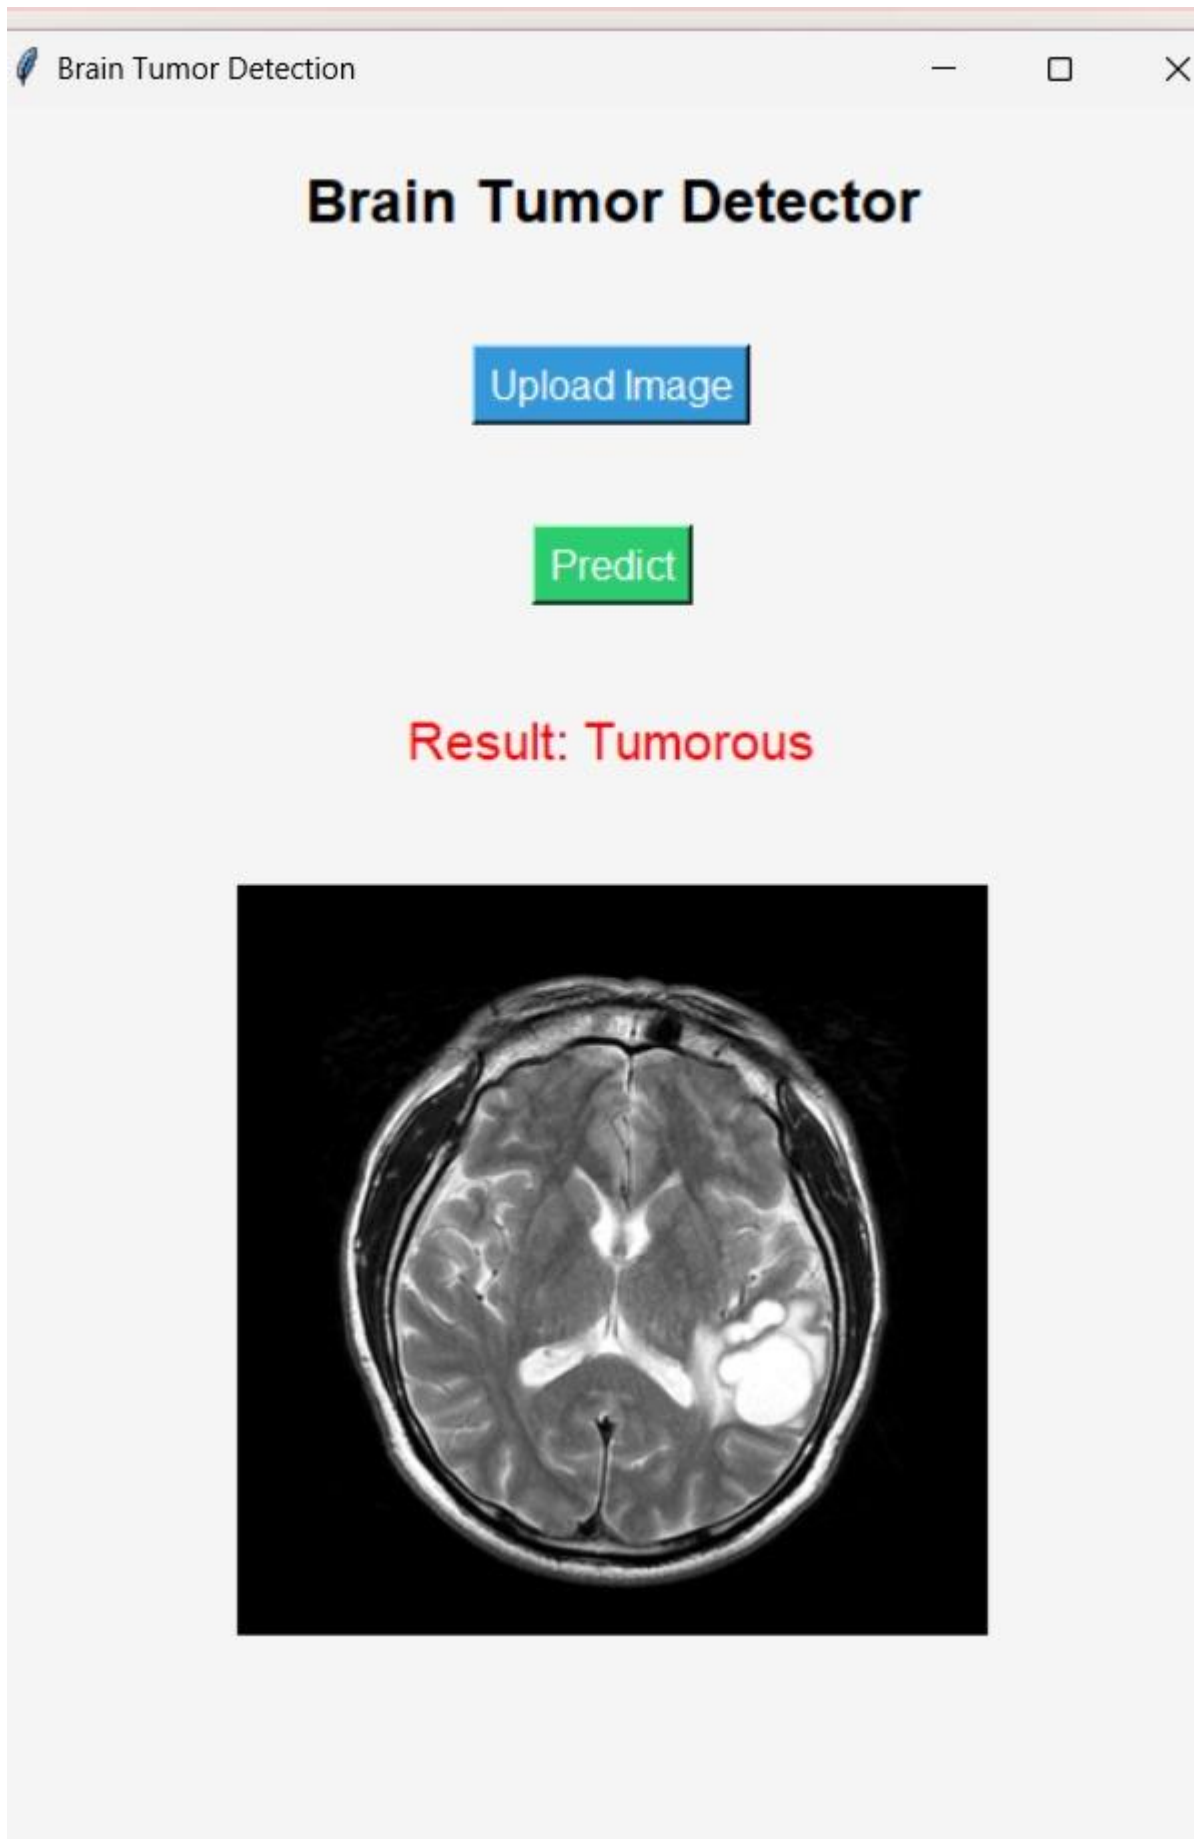 Brain Tumor Detection
Brain Tumor Detector
Upload Image
Predict
Result: Tumorous